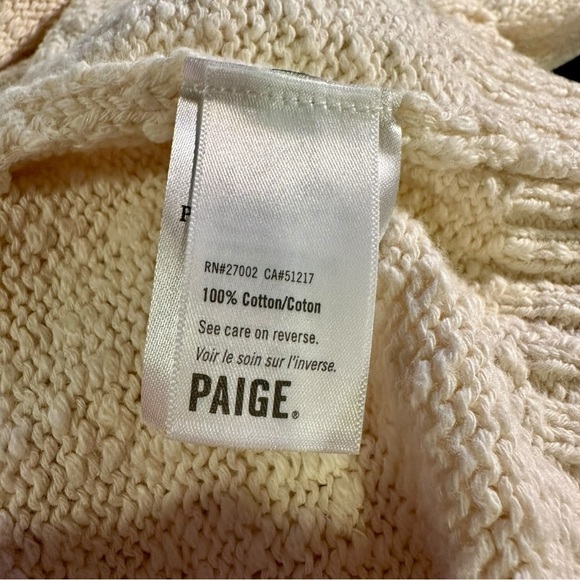 P
RN#27002 CA#51217
100% Cotton/Coton
See care on reverse.
Voir le soin sur l'inverse.
PAIGE®